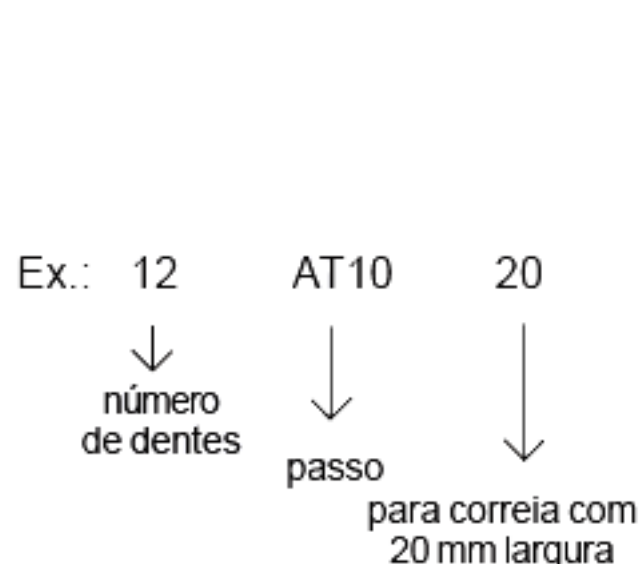 Ex.: 12 AT10 20
número
de dentes
passo
para correia com
20 mm largura